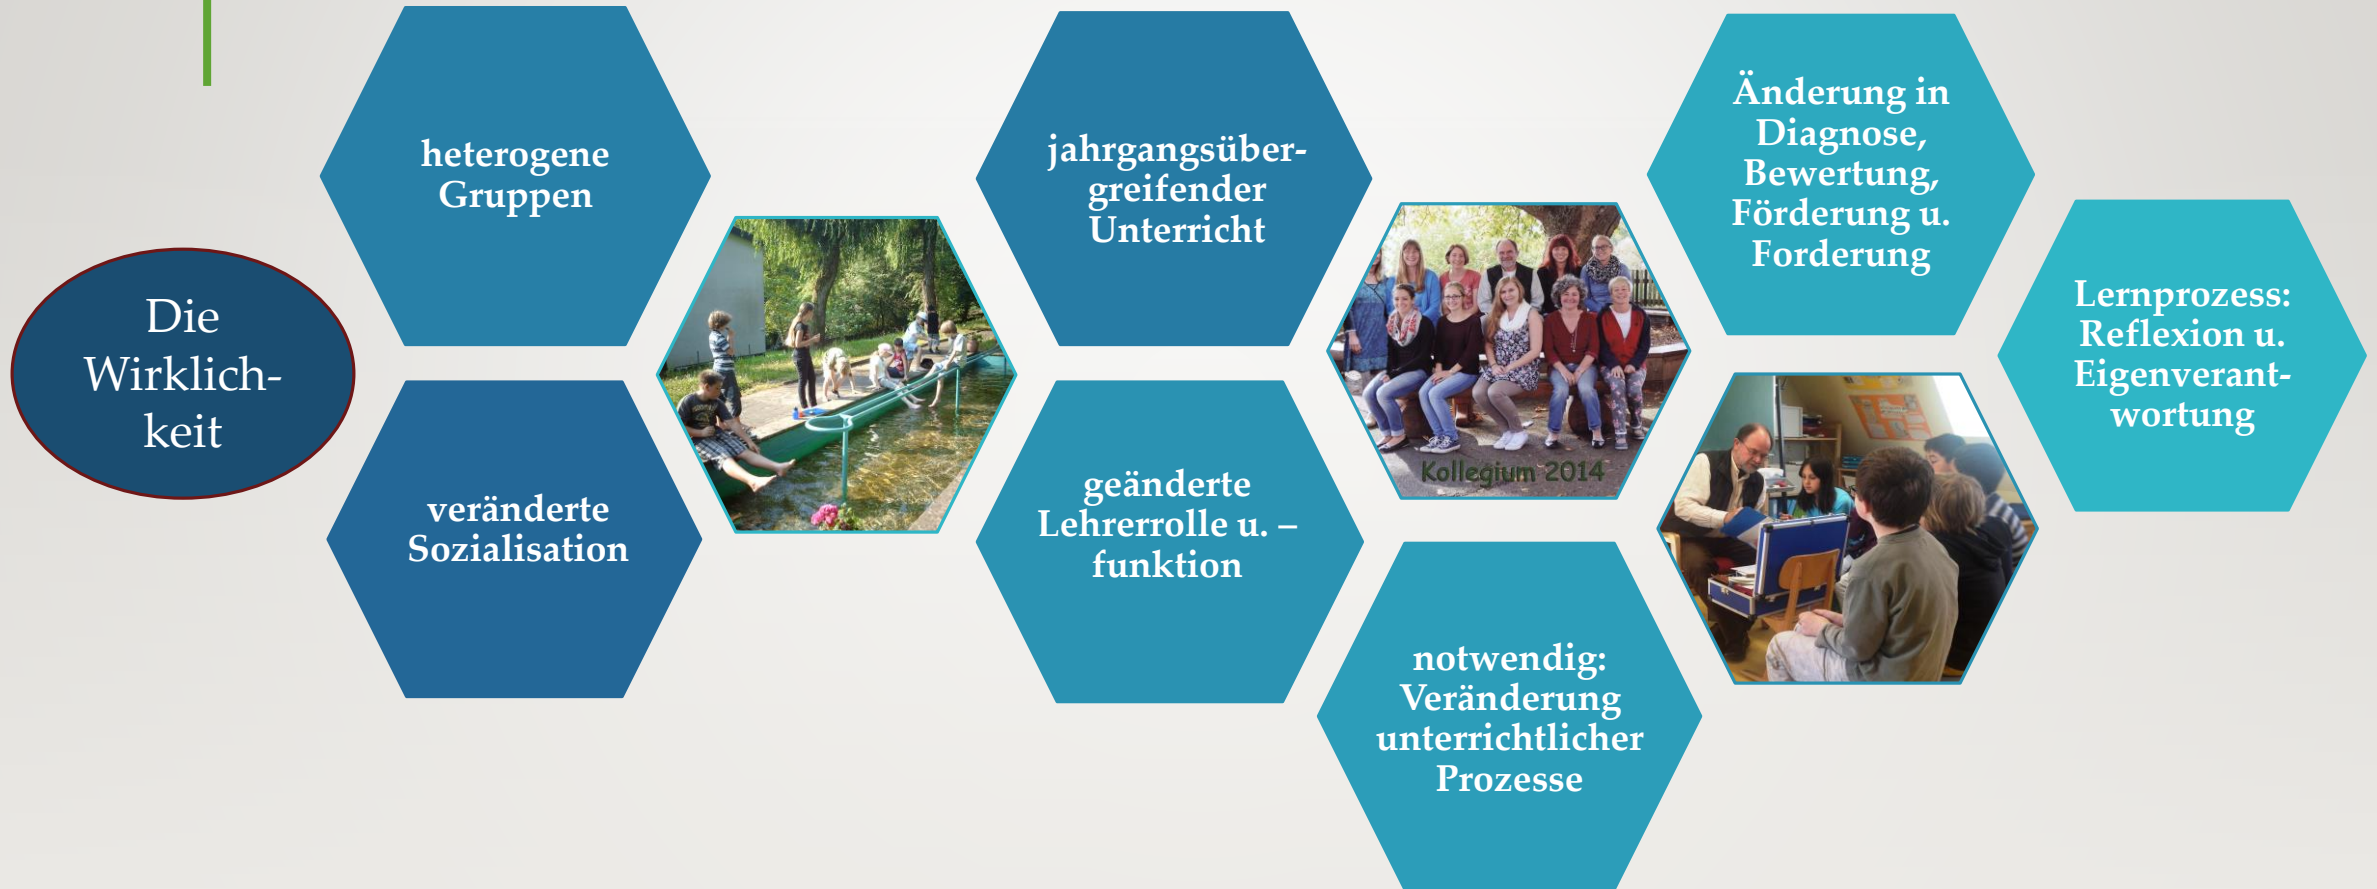 Die
Wirklich-
keit
heterogene
Gruppen
veränderte
Sozialisation
jahrgangsüber-
greifender
Unterricht
geänderte
Lehrerrolle u. –
funktion
Kollegium 2014
notwendig:
Veränderung
unterrichtlicher
Prozesse
Änderung in
Diagnose,
Bewertung,
Förderung u.
Forderung
Lernprozess:
Reflexion u.
Eigenverant-
wortung